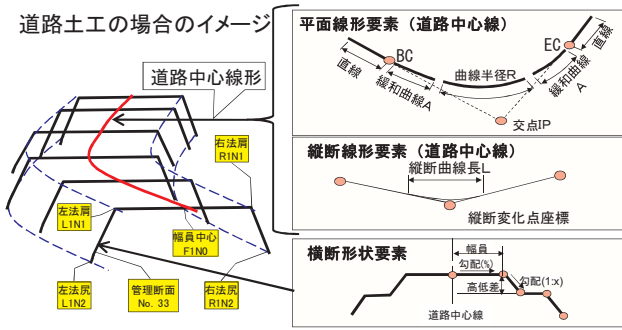 道路土工の場合のイメージ
道路中心線形
右法肩
R1N1
左法肩
L1N1
幅員中心
F1N0
左法尻
L1N2
管理断面
No. 33
右法尻
R1N2
平面線形要素（道路中心線）
BC
EC
直線
緩和曲線A
曲線半径R
緩和曲線
A
直線
交点IP
縦断線形要素（道路中心線）
縦断曲線長L
縦断変化点座標
横断形状要素
幅員
勾配(%)
勾配(1:x)
高低差
道路中心線